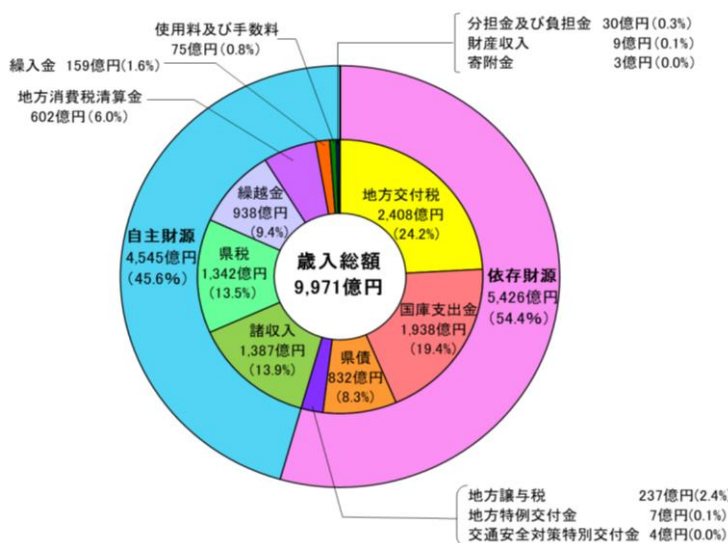 使用料及び手数料
75億円(0.8%)
分担金及び負担金 30億円(0.3%)
財産収入 9億円(0.1%)
寄附金 3億円(0.0%)
繰入金 159億円(1.6%)
地方消費税清算金
602億円(6.0%)
地方交付税
2,408億円
(24.2%)
繰越金
938億円
(9.4%)
自主財源
4,545億円
(45.6%)
県税
1,342億円
(13.5%)
歳入総額
9,971億円
依存財源
5,426億円
(54.4%)
国庫支出金
1,938億円
(19.4%)
諸収入
1,387億円
(13.9%)
県債
832億円
(8.3%)
地方譲与税 237億円(2.4%
地方特例交付金 7億円(0.1%)
交通安全対策特別交付金 4億円(0.0%)